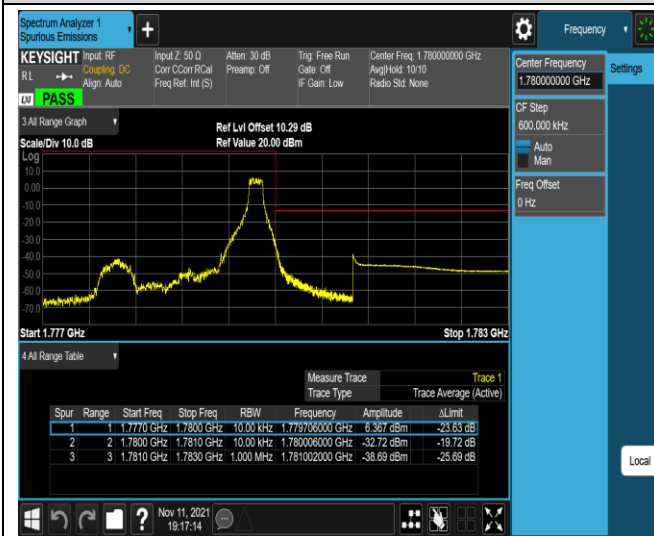 Spectrum Analyzer 1
Spurious Emissions
Frequency
KEYSIGHT
RL
Input: RF
Coupling: DC
Align: Auto
Input Z: 50 Ω
Corr CCorr RCal
Freq Ref: Int (S)
Atten: 30 dB
Preamp: Off
Trig: Free Run
Gate: Off
IF Gain: Low
Center Freq: 1.780000000 GHz
Avg|Hold: 10/10
Radio Std: None
PASS
3 All Range Graph
Ref Lvl Offset 10.29 dB
Scale/Div 10.0 dB
Ref Value 20.00 dBm
Log
10.0
0.00
-10.0
-20.0
-30.0
-40.0
-50.0
-60.0
-70.0
Start 1.777 GHz
Stop 1.783 GHz
4 All Range Table
Measure Trace Trace 1
Trace Type Trace Average (Active)
Spur Range Start Freq Stop Freq RBW Frequency Amplitude ΔLimit
1 1 1.7770 GHz 1.7800 GHz 10.00 kHz 1.779706000 GHz 6.367 dBm -23.63 dB
2 2 1.7800 GHz 1.7810 GHz 10.00 kHz 1.780006000 GHz -32.72 dBm -19.72 dB
3 3 1.7810 GHz 1.7830 GHz 1.000 MHz 1.781002000 GHz -38.69 dBm -25.69 dB
Center Frequency
1.780000000 GHz
Settings
CF Step
600.000 kHz
Auto
Man
Freq Offset
0 Hz
Local
Nov 11, 2021
19:17:14